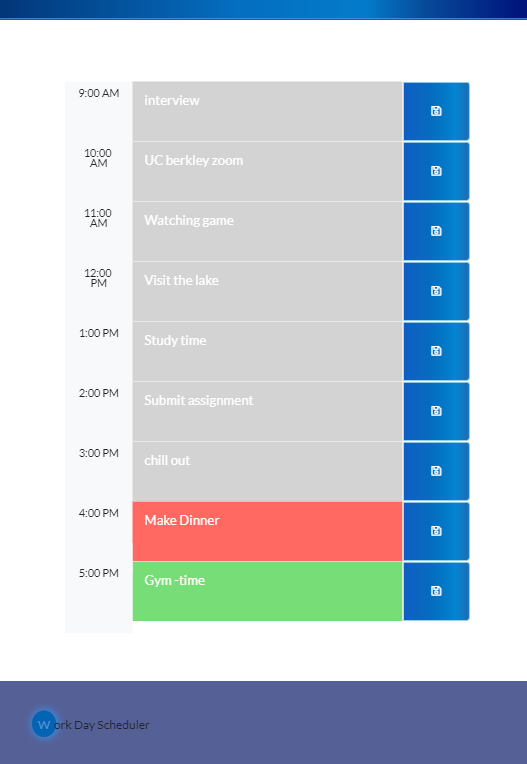 9:00 AM
interview
10:00
AM
UC berkley zoom
11:00
AM
Watching game
12:00
PM
Visit the lake
1:00 PM
Study time
2:00 PM
Submit assignment
3:00 PM
chill out
4:00 PM
Make Dinner
5:00 PM
Gym -time
Work Day Scheduler